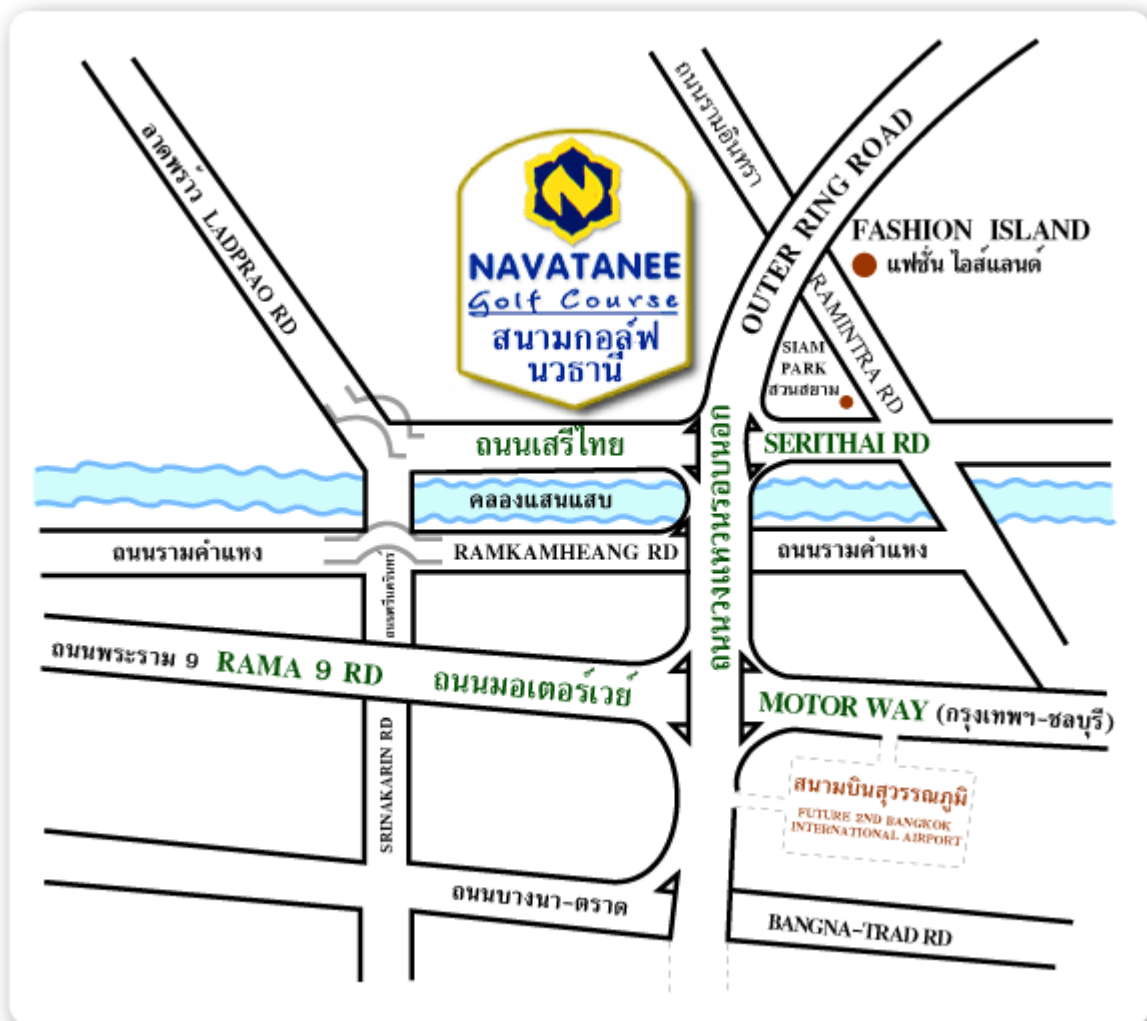 ถนนรามอินทรา
ลาดพร้าว LADPRAO RD
OUTER RING ROAD
NAVATANEE
Golf Course
สนามกอล์ฟ
นวธานี
FASHION ISLAND
แฟชั่น ไอส์แลนด์
RAMINTRA RD
SIAM
PARK
สวนสยาม
ถนนเสรีไทย
SERITHAI RD
คลองแสนแสบ
ถนนรามคำแหง
RAMKAMHEANG RD
ถนนรามคำแหง
ถนนศรีนครินทร์
ถนนวงแหวนรอบนอก
ถนนพระราม 9 RAMA 9 RD
ถนนมอเตอร์เวย์
MOTOR WAY (กรุงเทพฯ-ชลบุรี)
SRINAKARIN RD
สนามบินสุวรรณภูมิ
FUTURE 2ND BANGKOK
INTERNATIONAL AIRPORT
ถนนบางนา-ตราด
BANGNA-TRAD RD